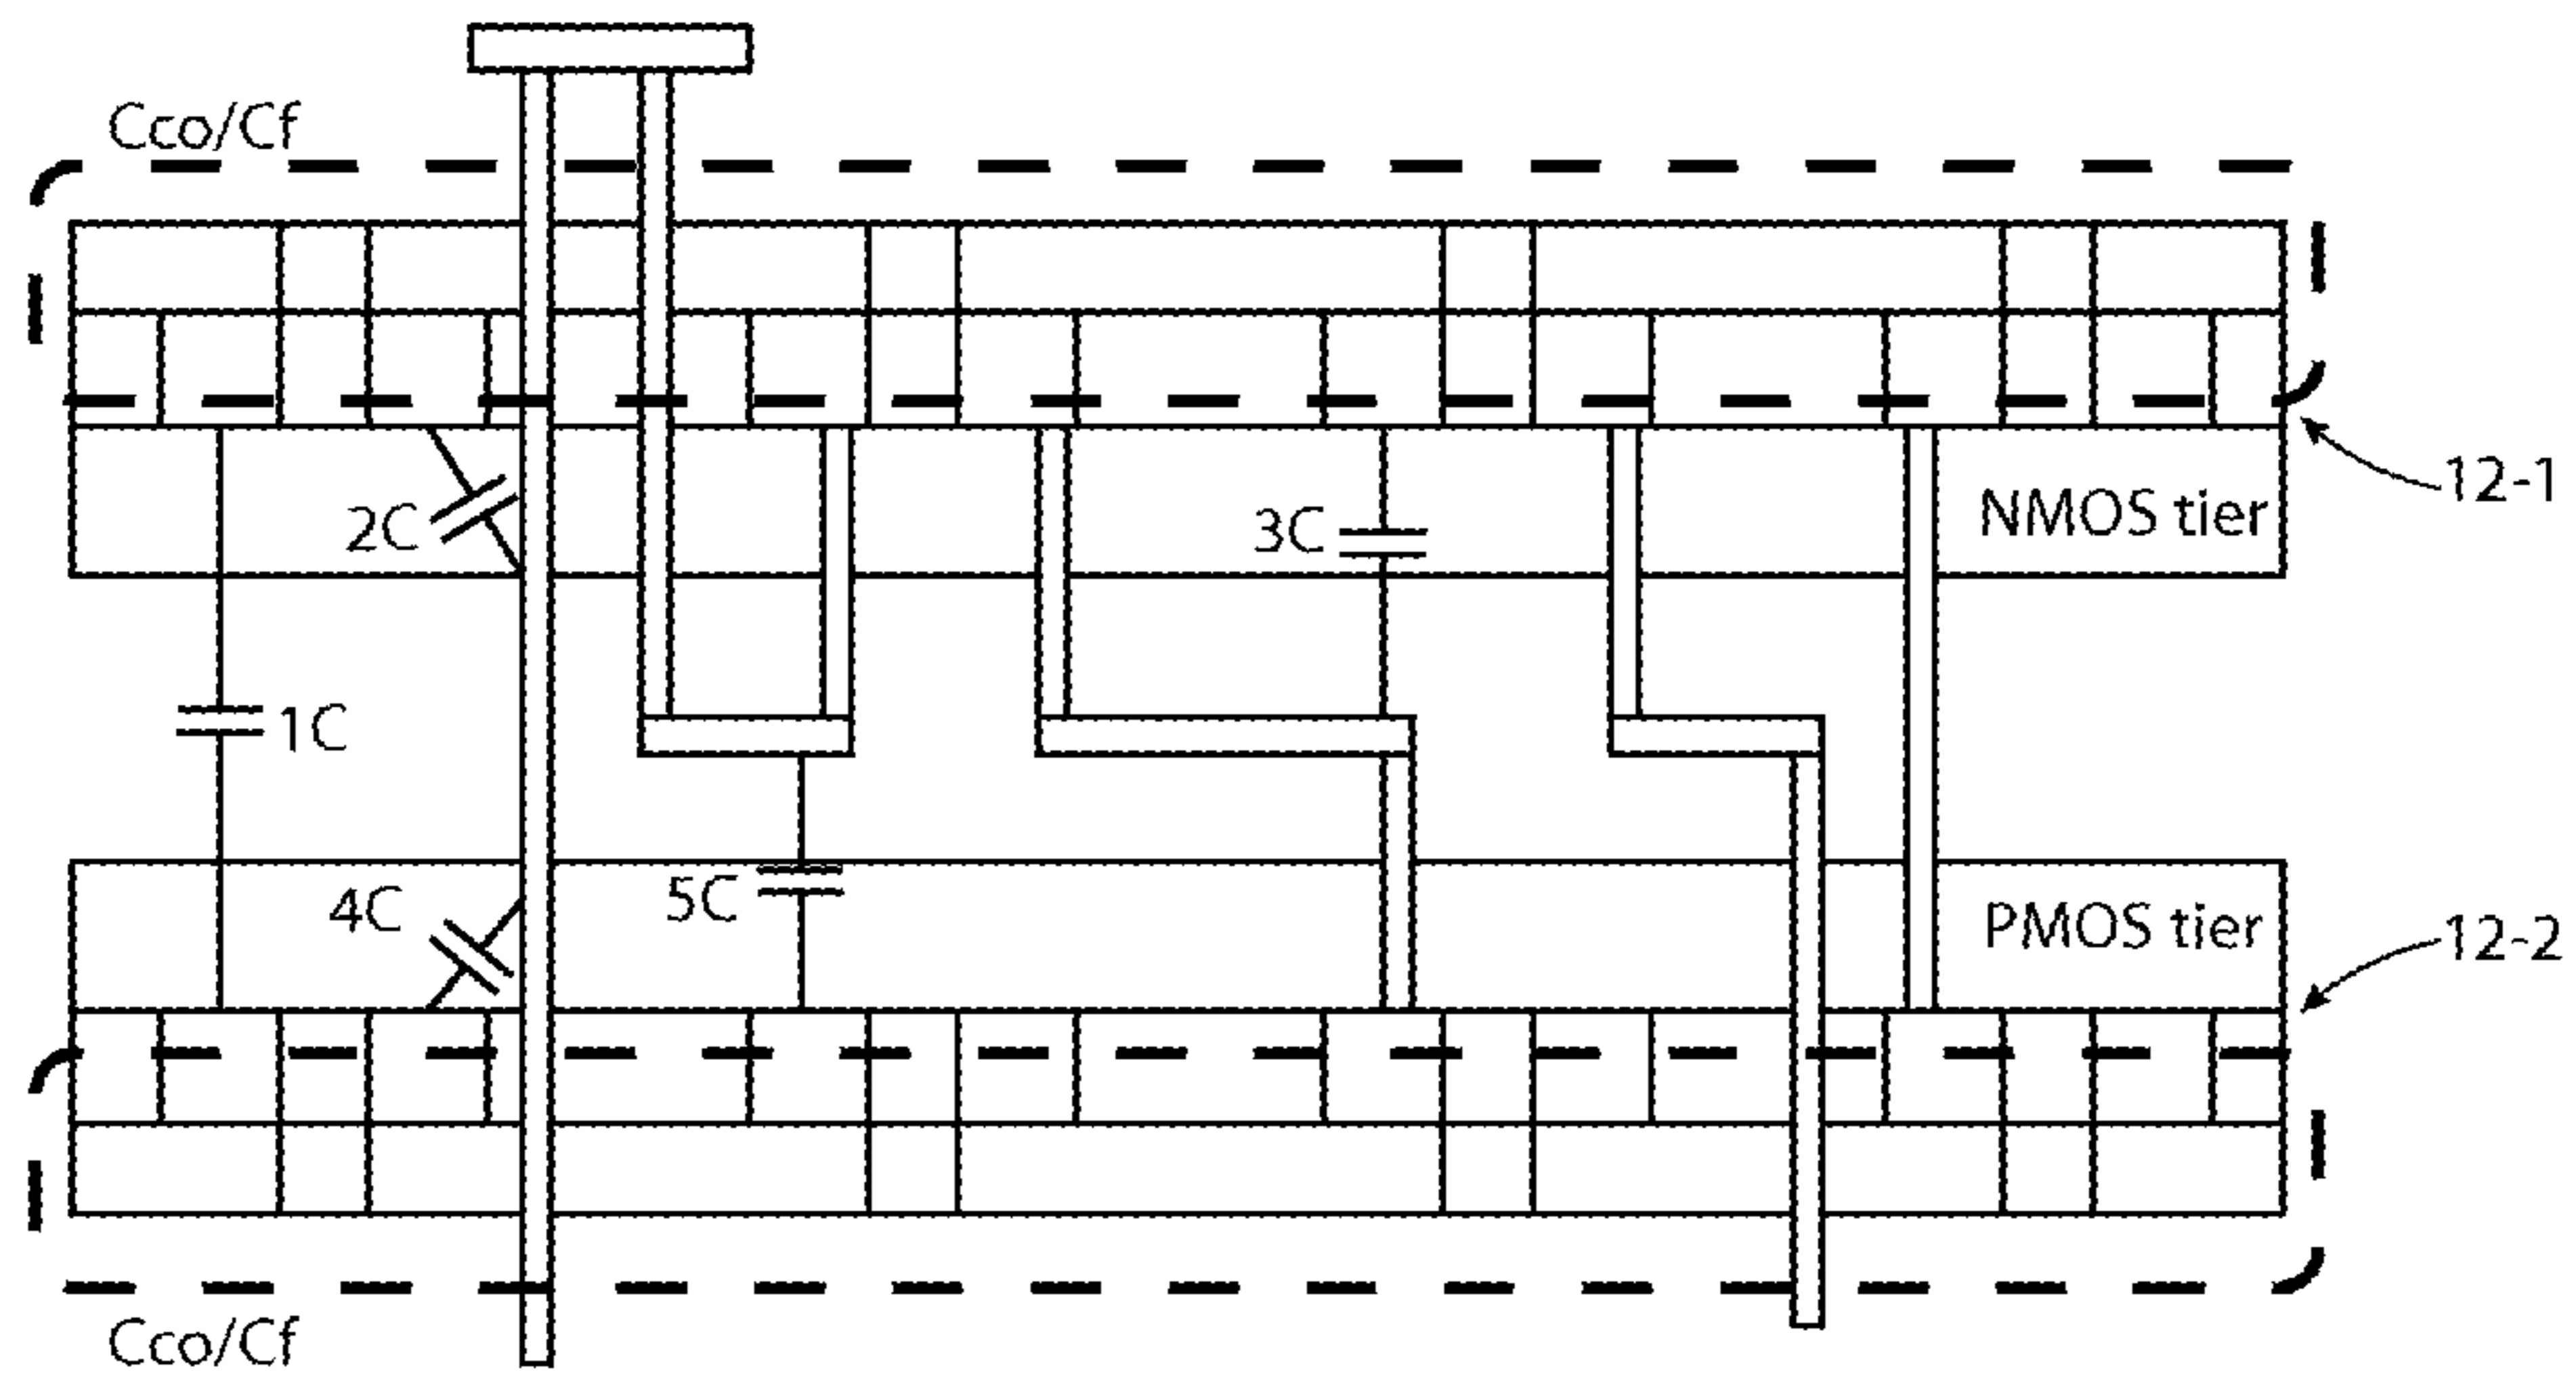 Cco/Cf
12-1
2C
3C
NMOS tier
1C
4C
5C
PMOS tier
12-2
Cco/Cf